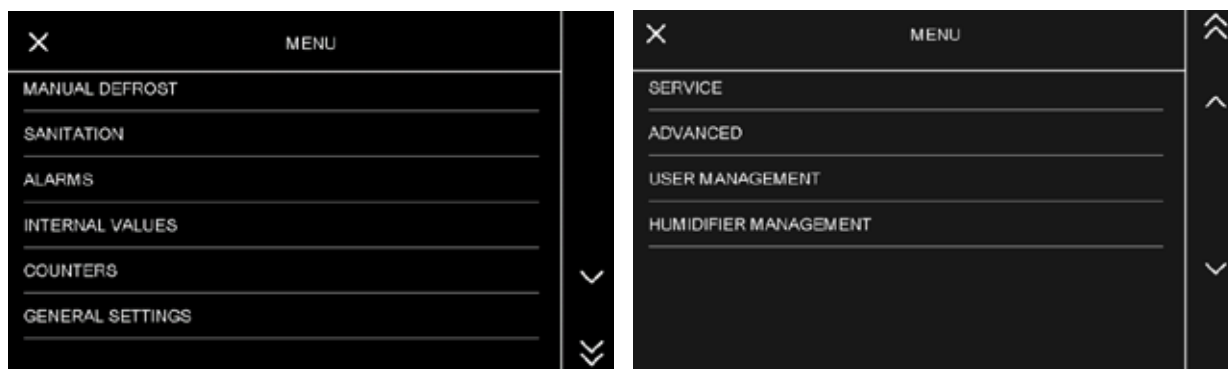 MENU
MANUAL DEFROST
SANITATION
ALARMS
INTERNAL VALUES
COUNTERS
GENERAL SETTINGS
MENU
SERVICE
ADVANCED
USER MANAGEMENT
HUMIDIFIER MANAGEMENT